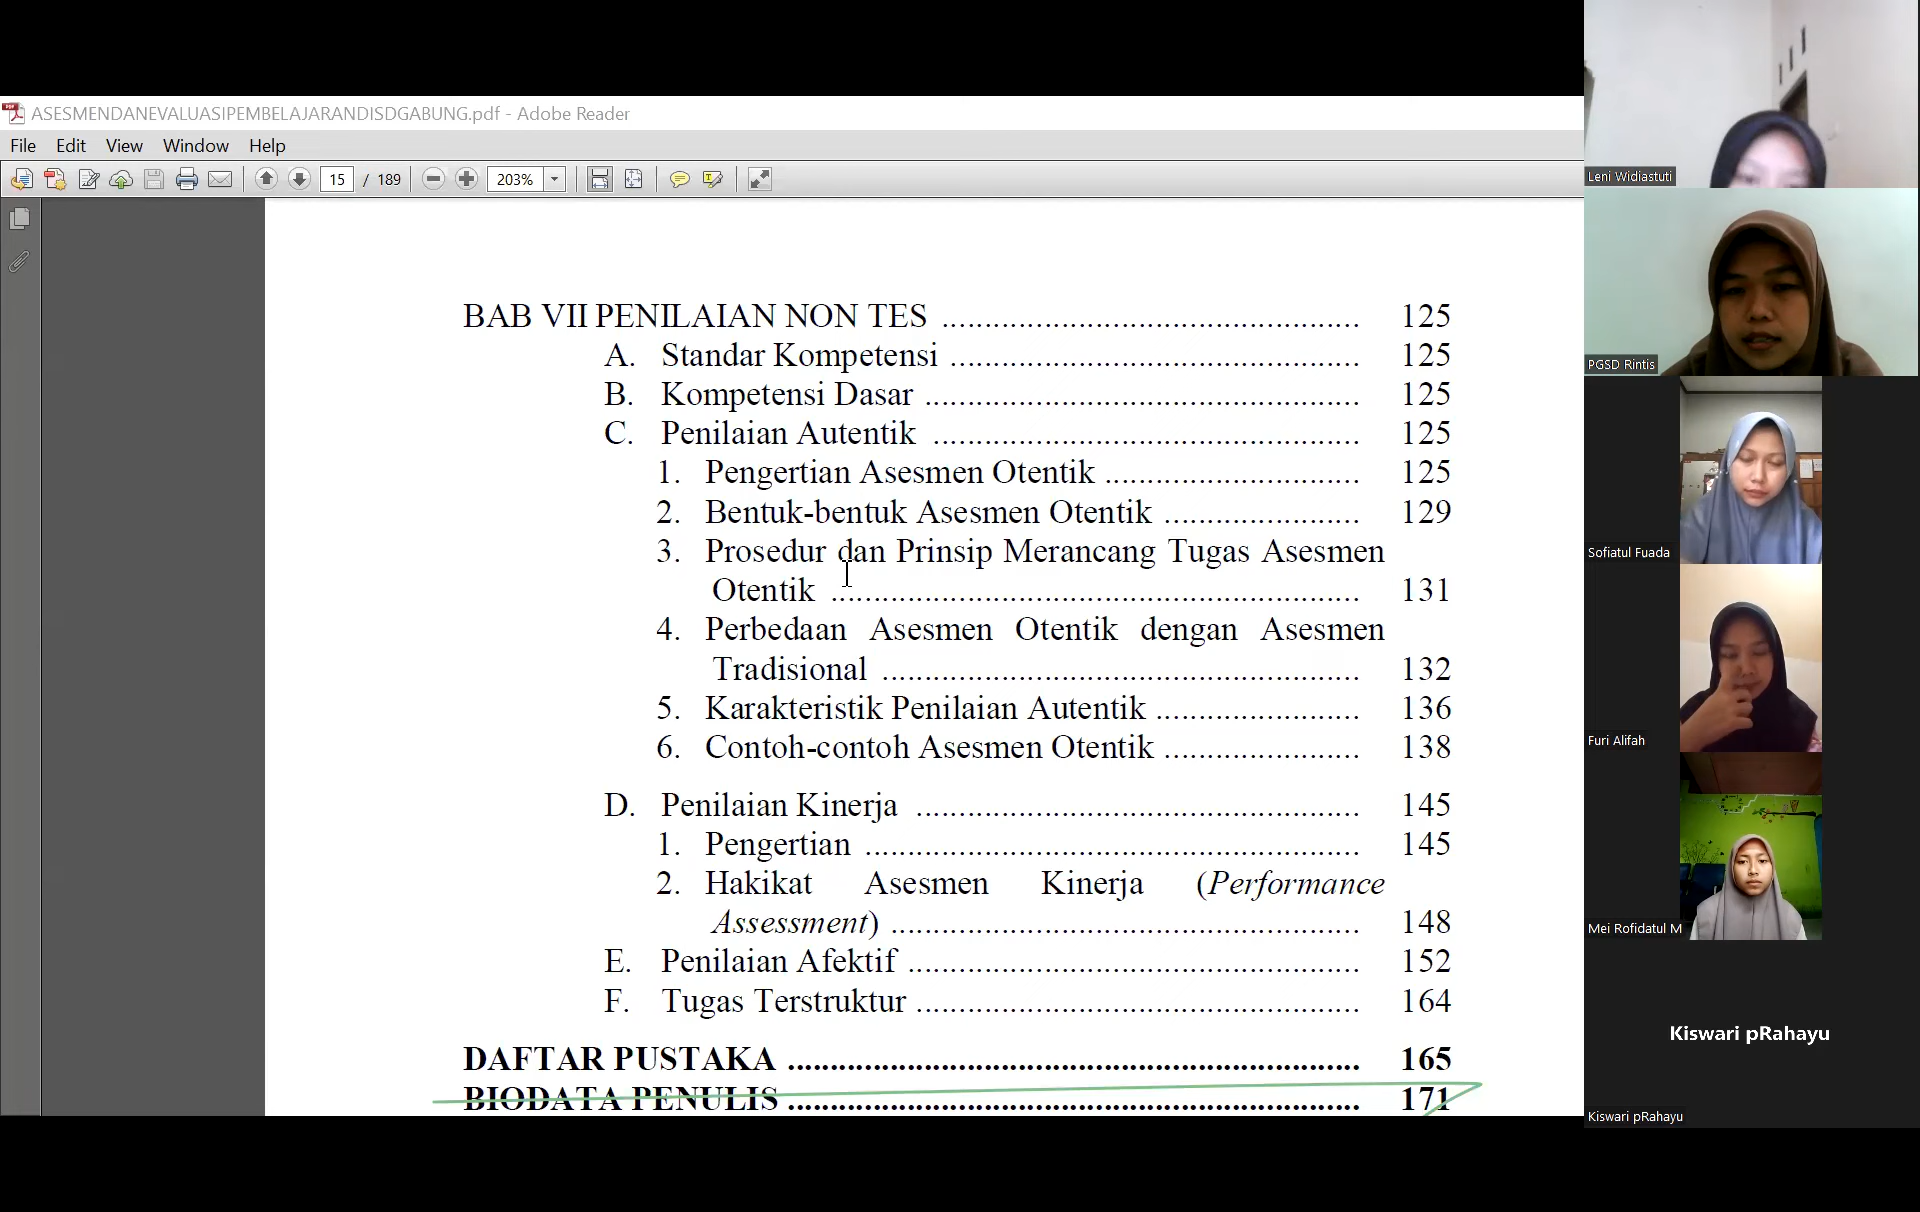 ASESMENDANEVALUASIPEMBELAJARANDISDGABUNG.pdf - Adobe Reader
File Edit View Window Help
15 / 189 203%
BAB VII PENILAIAN NON TES ................................................. 125
A. Standar Kompetensi ................................................ 125
B. Kompetensi Dasar ................................................... 125
C. Penilaian Autentik .................................................. 125
1. Pengertian Asesmen Otentik .............................. 125
2. Bentuk-bentuk Asesmen Otentik ....................... 129
3. Prosedur dan Prinsip Merancang Tugas Asesmen
Otentik .............................................................. 131
4. Perbedaan Asesmen Otentik dengan Asesmen
Tradisional ........................................................ 132
5. Karakteristik Penilaian Autentik ........................ 136
6. Contoh-contoh Asesmen Otentik ....................... 138
D. Penilaian Kinerja .................................................... 145
1. Pengertian .......................................................... 145
2. Hakikat Asesmen Kinerja (Performance
Assessment) ....................................................... 148
E. Penilaian Afektif ..................................................... 152
F. Tugas Terstruktur .................................................... 164
DAFTAR PUSTAKA ................................................................... 165
BIODATA PENULIS ................................................................... 171
Leni Widiastuti
PGSD Rintis
Sofiatul Fuada
Furi Alifah
Mei Rofidatul M
Kiswari pRahayu
Kiswari pRahayu